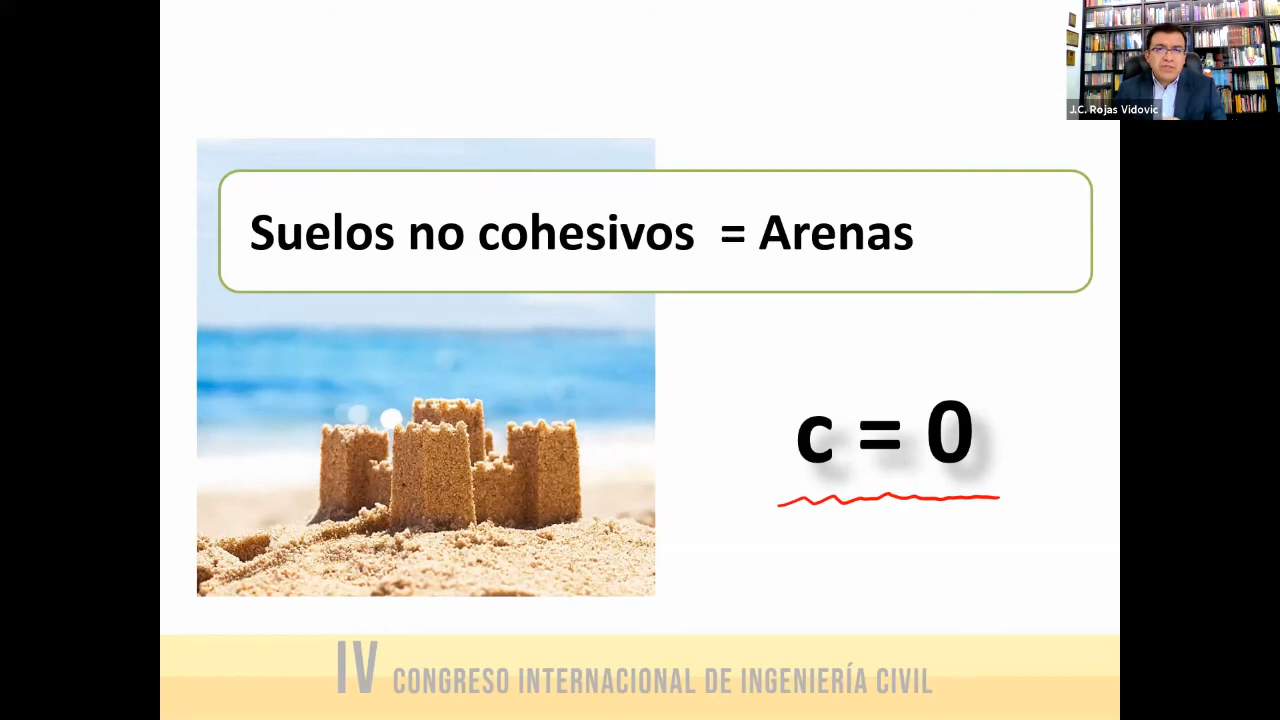 J.C. Rojas Vidovic
Suelos no cohesivos = Arenas
c = 0
IV CONGRESO INTERNACIONAL DE INGENIERÍA CIVIL